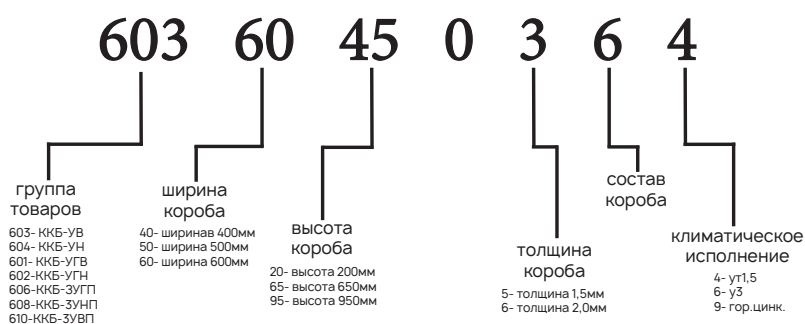 603 60 45 0 3 6 4
группа
товаров
603- ККБ-УВ
604- ККБ-УН
601- ККБ-УГВ
602-ККБ-УГН
606-ККБ-ЗУГП
608-ККБ-ЗУНП
610-ККБ-ЗУВП
ширина
короба
40- ширинав 400мм
50- ширина 500мм
60- ширина 600мм
высота
короба
20- высота 200мм
65- высота 650мм
95- высота 950мм
толщина
короба
5- толщина 1,5мм
6- толщина 2,0мм
состав
короба
климатическое
исполнение
4- ут1,5
6- у3
9- гор.цинк.